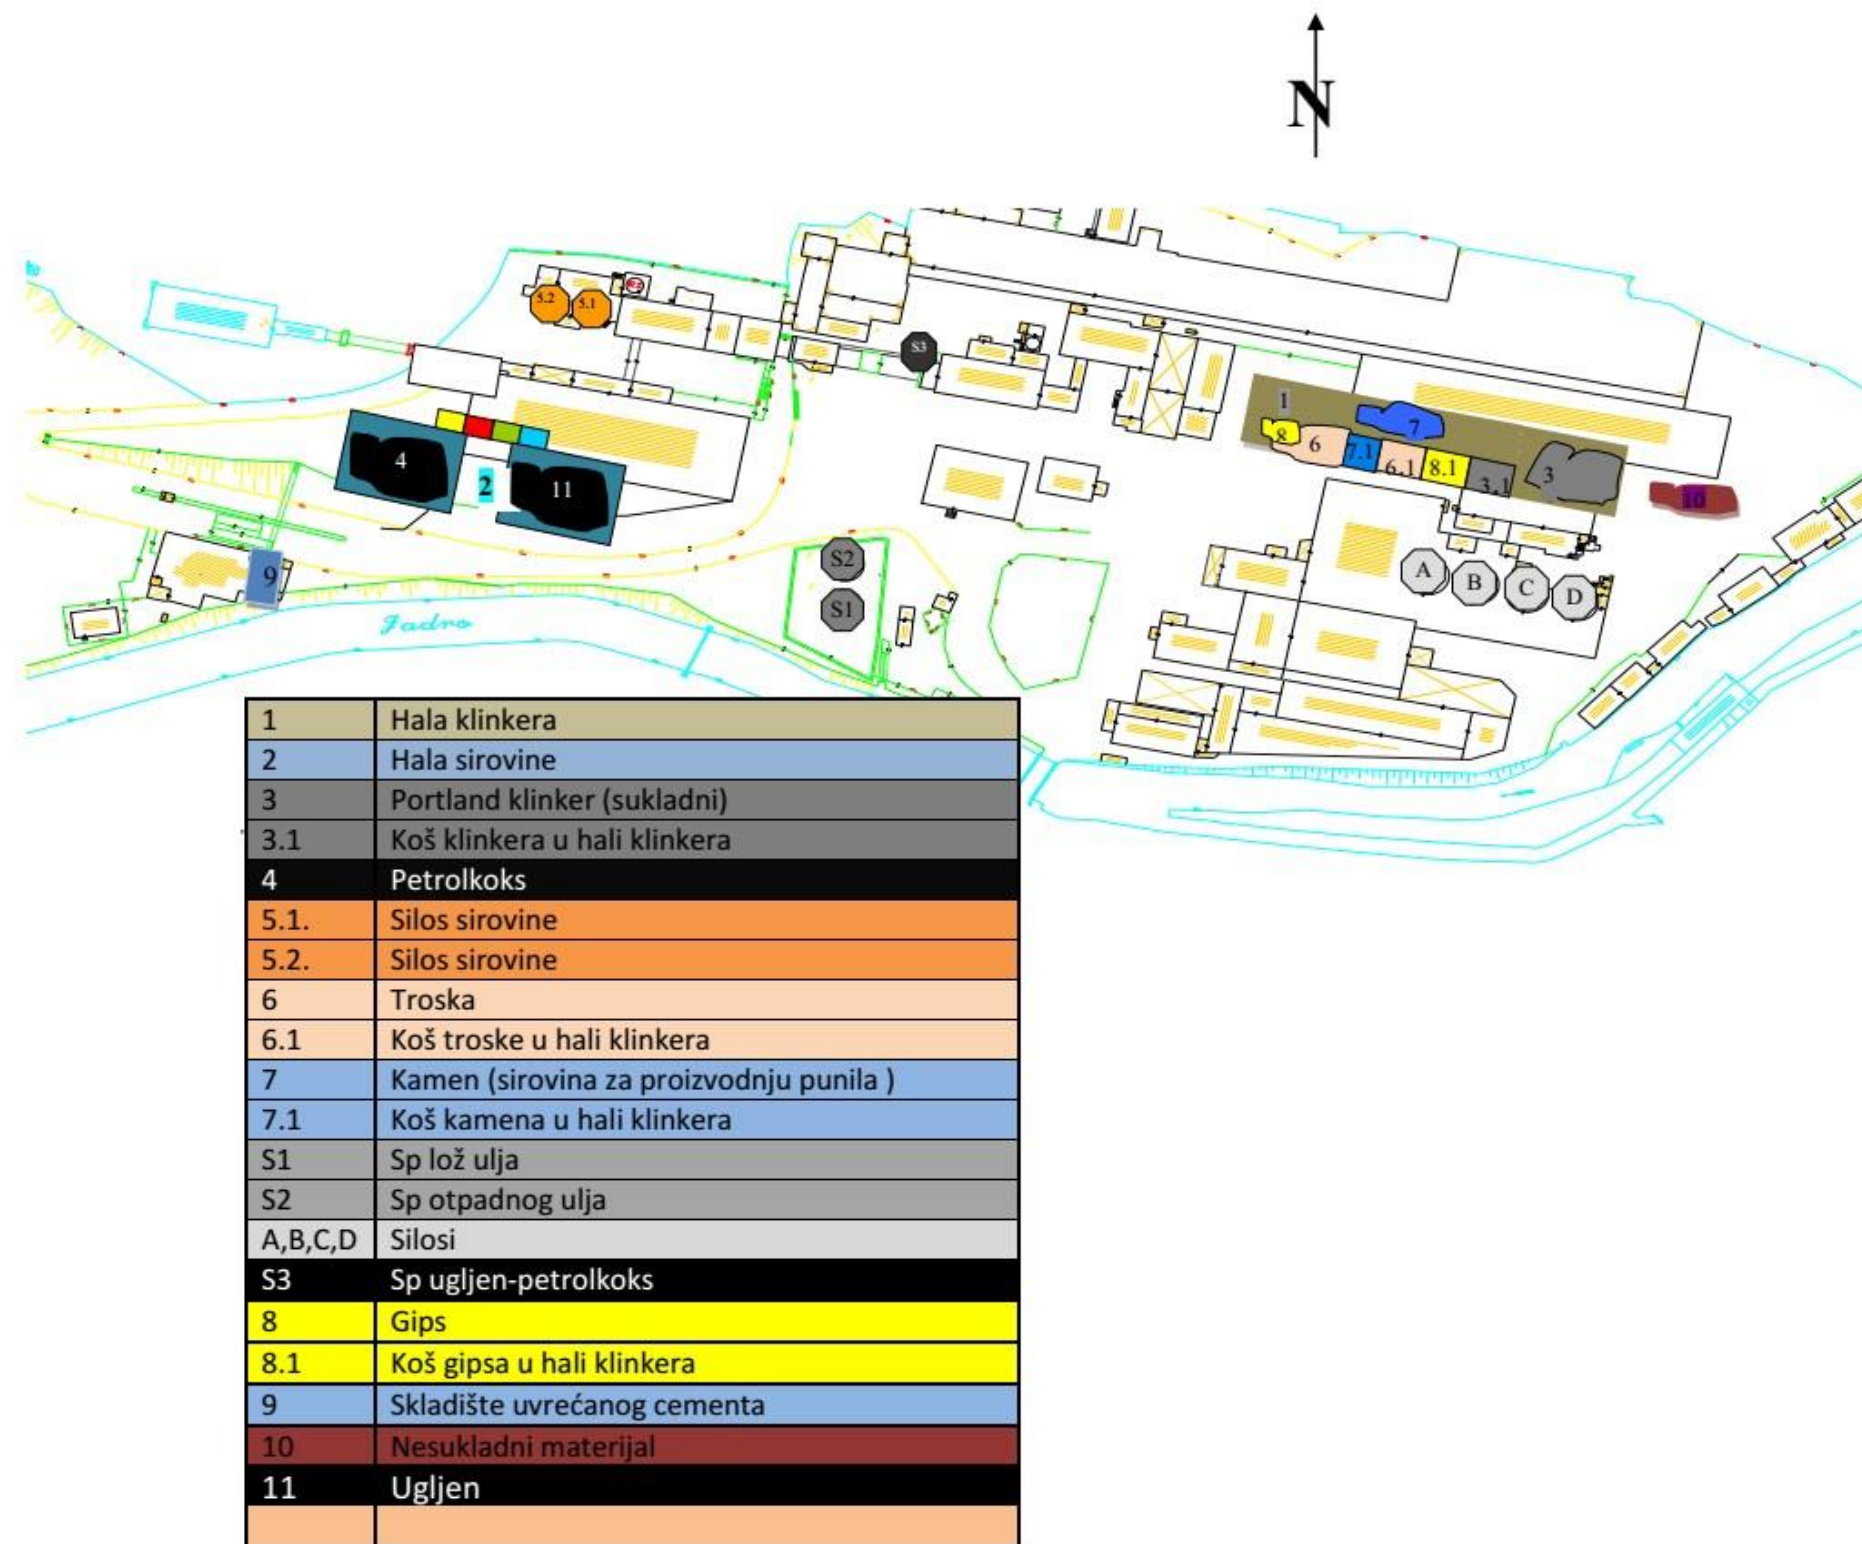 N
5.2
5.1
S3
1
7
8
6
7.1
6.1
8.1
3.1
3
10
4
2
11
9
S2
S1
A
B
C
D
Jadro
1 Hala klinkera
2 Hala sirovine
3 Portland klinker (sukladni)
3.1 Koš klinkera u hali klinkera
4 Petrolkoks
5.1. Silos sirovine
5.2. Silos sirovine
6 Troska
6.1 Koš troske u hali klinkera
7 Kamen (sirovina za proizvodnju punila )
7.1 Koš kamena u hali klinkera
S1 Sp lož ulja
S2 Sp otpadnog ulja
A,B,C,D Silosi
S3 Sp ugljen-petrolkoks
8 Gips
8.1 Koš gipsa u hali klinkera
9 Skladište uvrećanog cementa
10 Nesukladni materijal
11 Ugljen